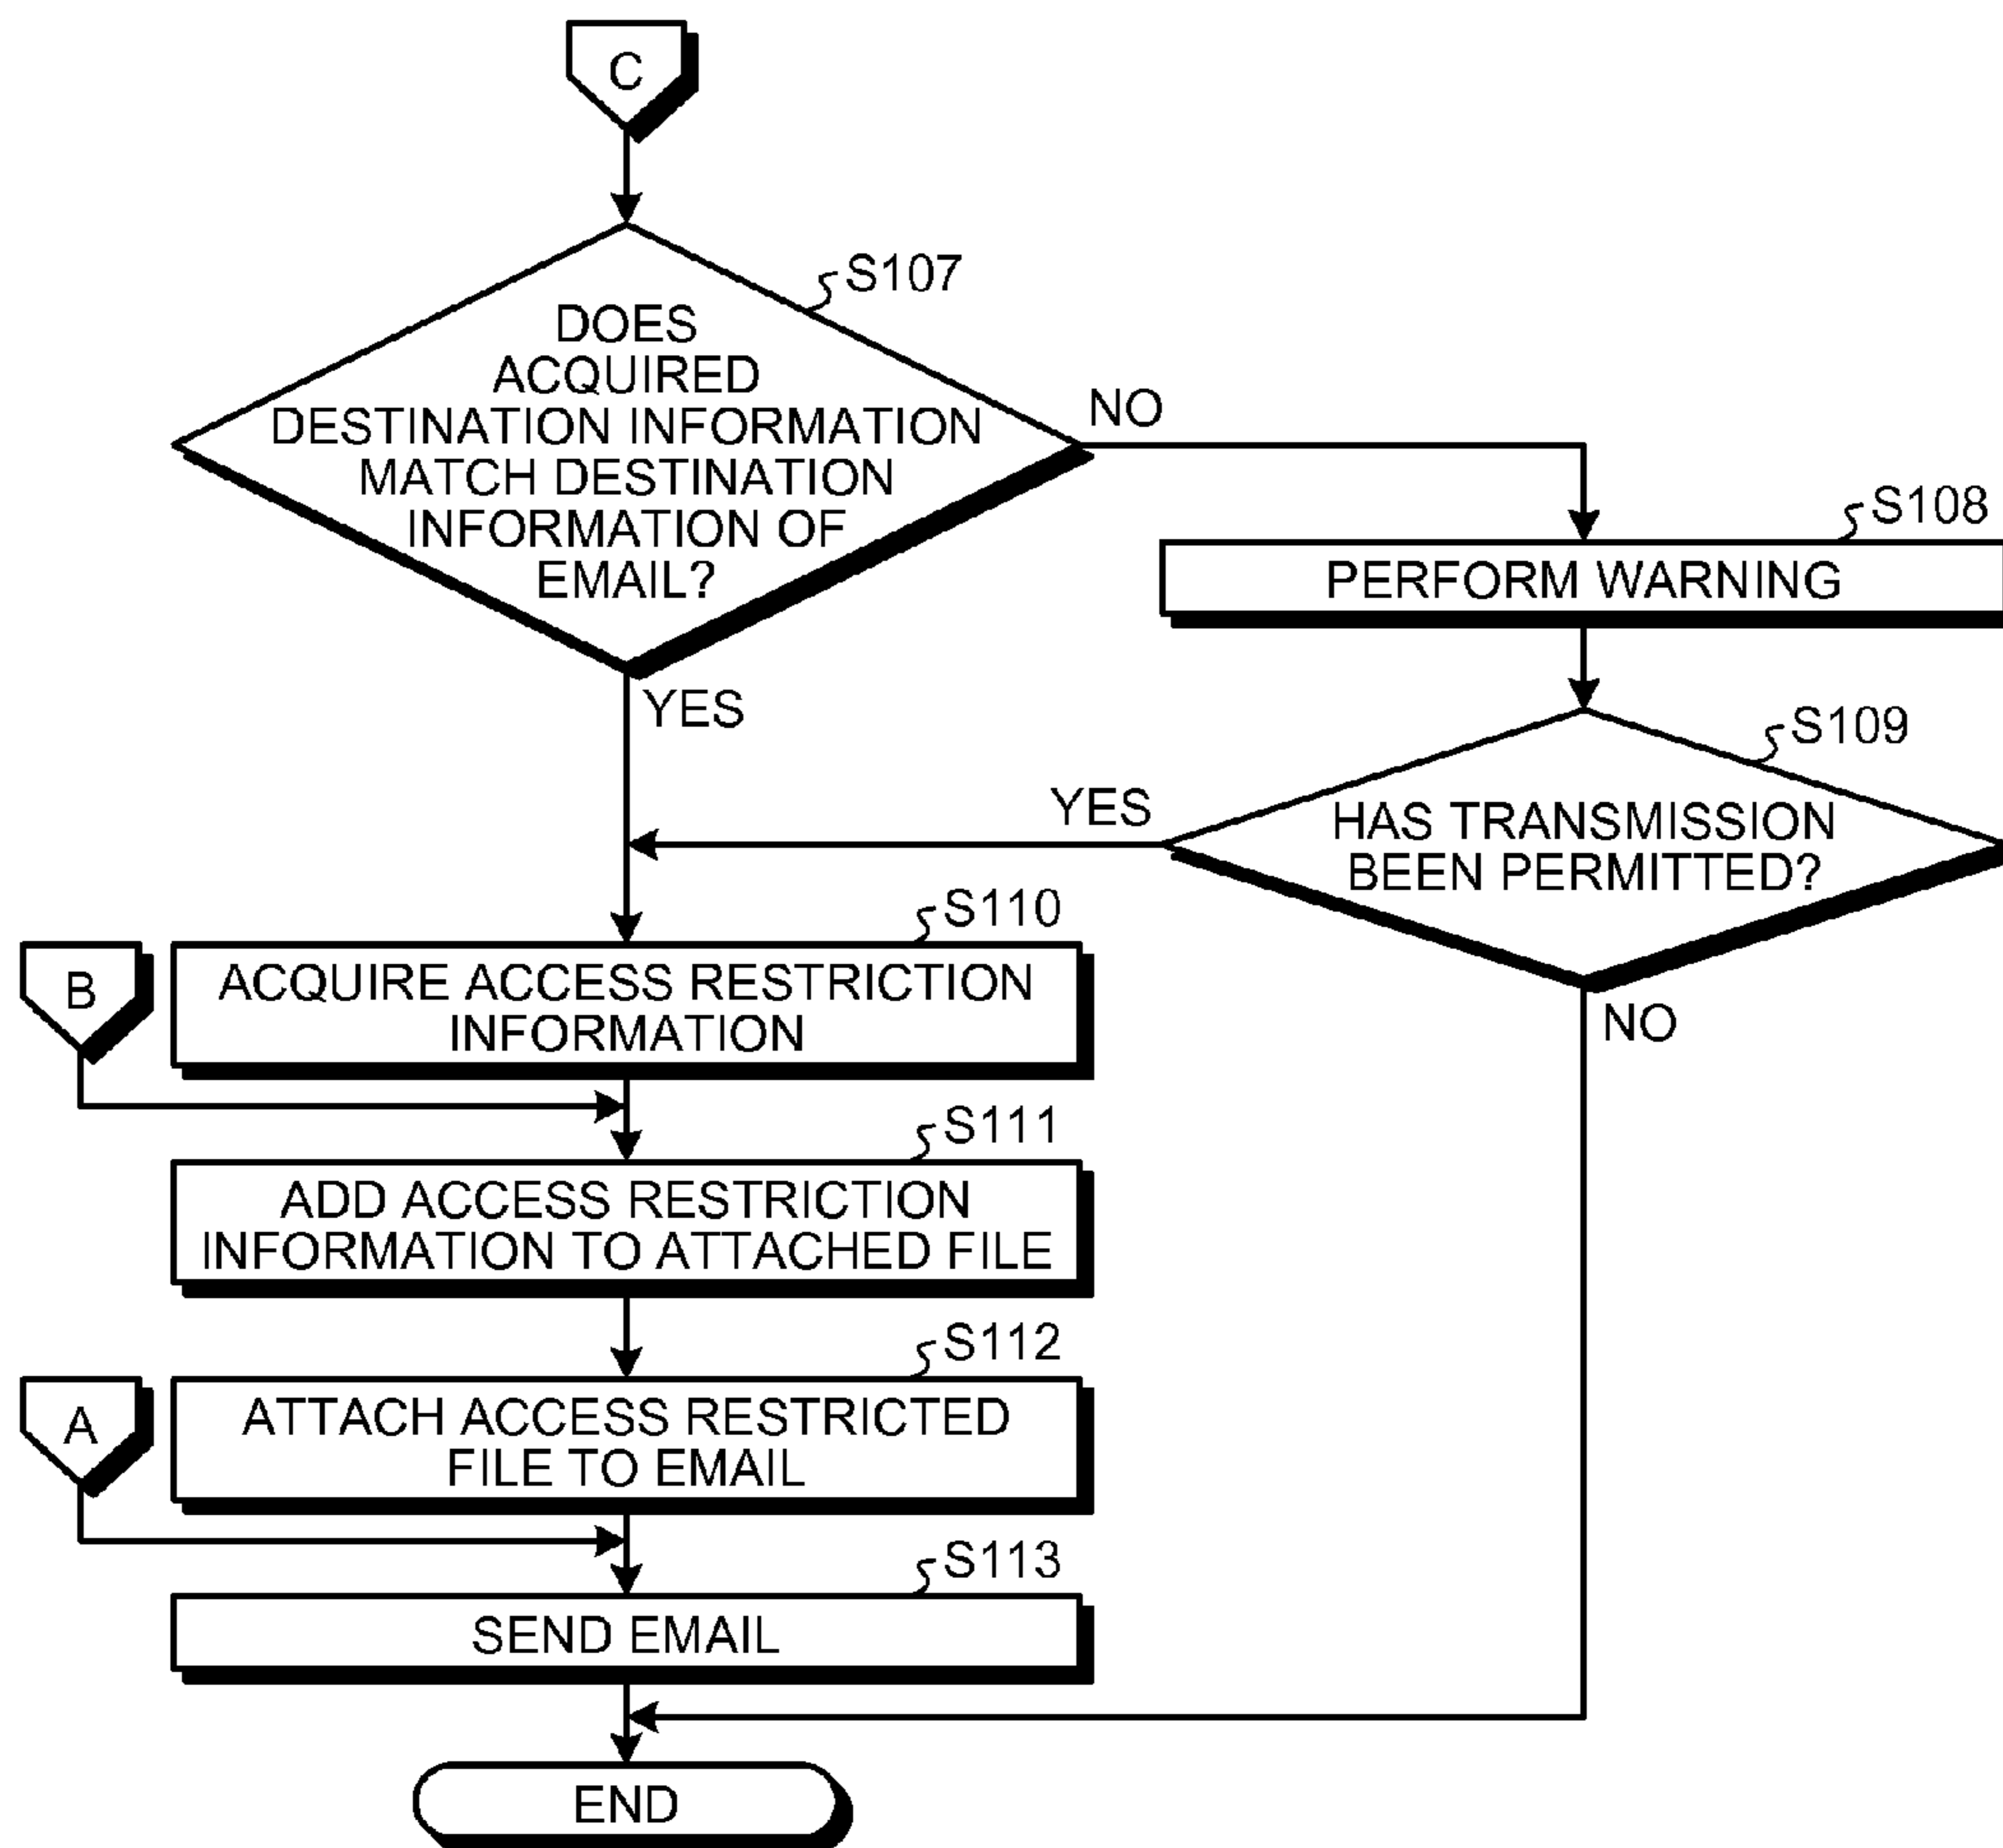 C
S107
DOES
ACQUIRED
DESTINATION INFORMATION
MATCH DESTINATION
INFORMATION OF
EMAIL?
NO
S108
PERFORM WARNING
YES
S109
HAS TRANSMISSION
BEEN PERMITTED?
YES
NO
S110
B
ACQUIRE ACCESS RESTRICTION
INFORMATION
S111
ADD ACCESS RESTRICTION
INFORMATION TO ATTACHED FILE
S112
A
ATTACH ACCESS RESTRICTED
FILE TO EMAIL
S113
SEND EMAIL
END